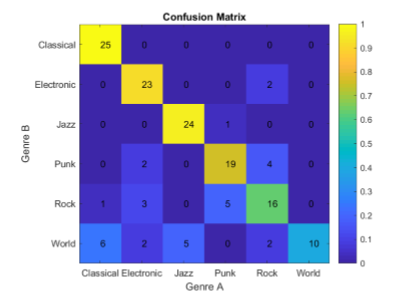 Confusion Matrix
Classical 25 0 0 0 0 0 1
Electronic 0 23 0 0 2 0 0.9
0.8
Jazz 0 0 24 1 0 0 0.7
0.6
Genre B
0.5
Punk 0 2 0 19 4 0 0.4
0.3
Rock 1 3 0 5 16 0 0.2
World 6 2 5 0 2 10 0.1
0
Classical Electronic Jazz Punk Rock World
Genre A